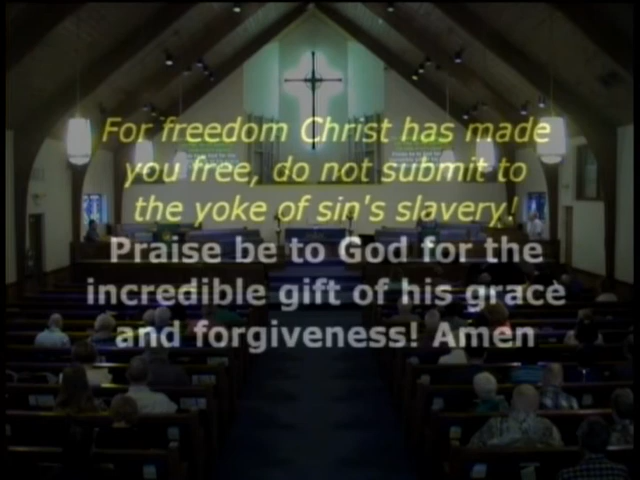 For freedom Christ has made
you free, do not submit to
the yoke of sin's slavery!
Praise be to God for the
incredible gift of his grace
and forgiveness! Amen